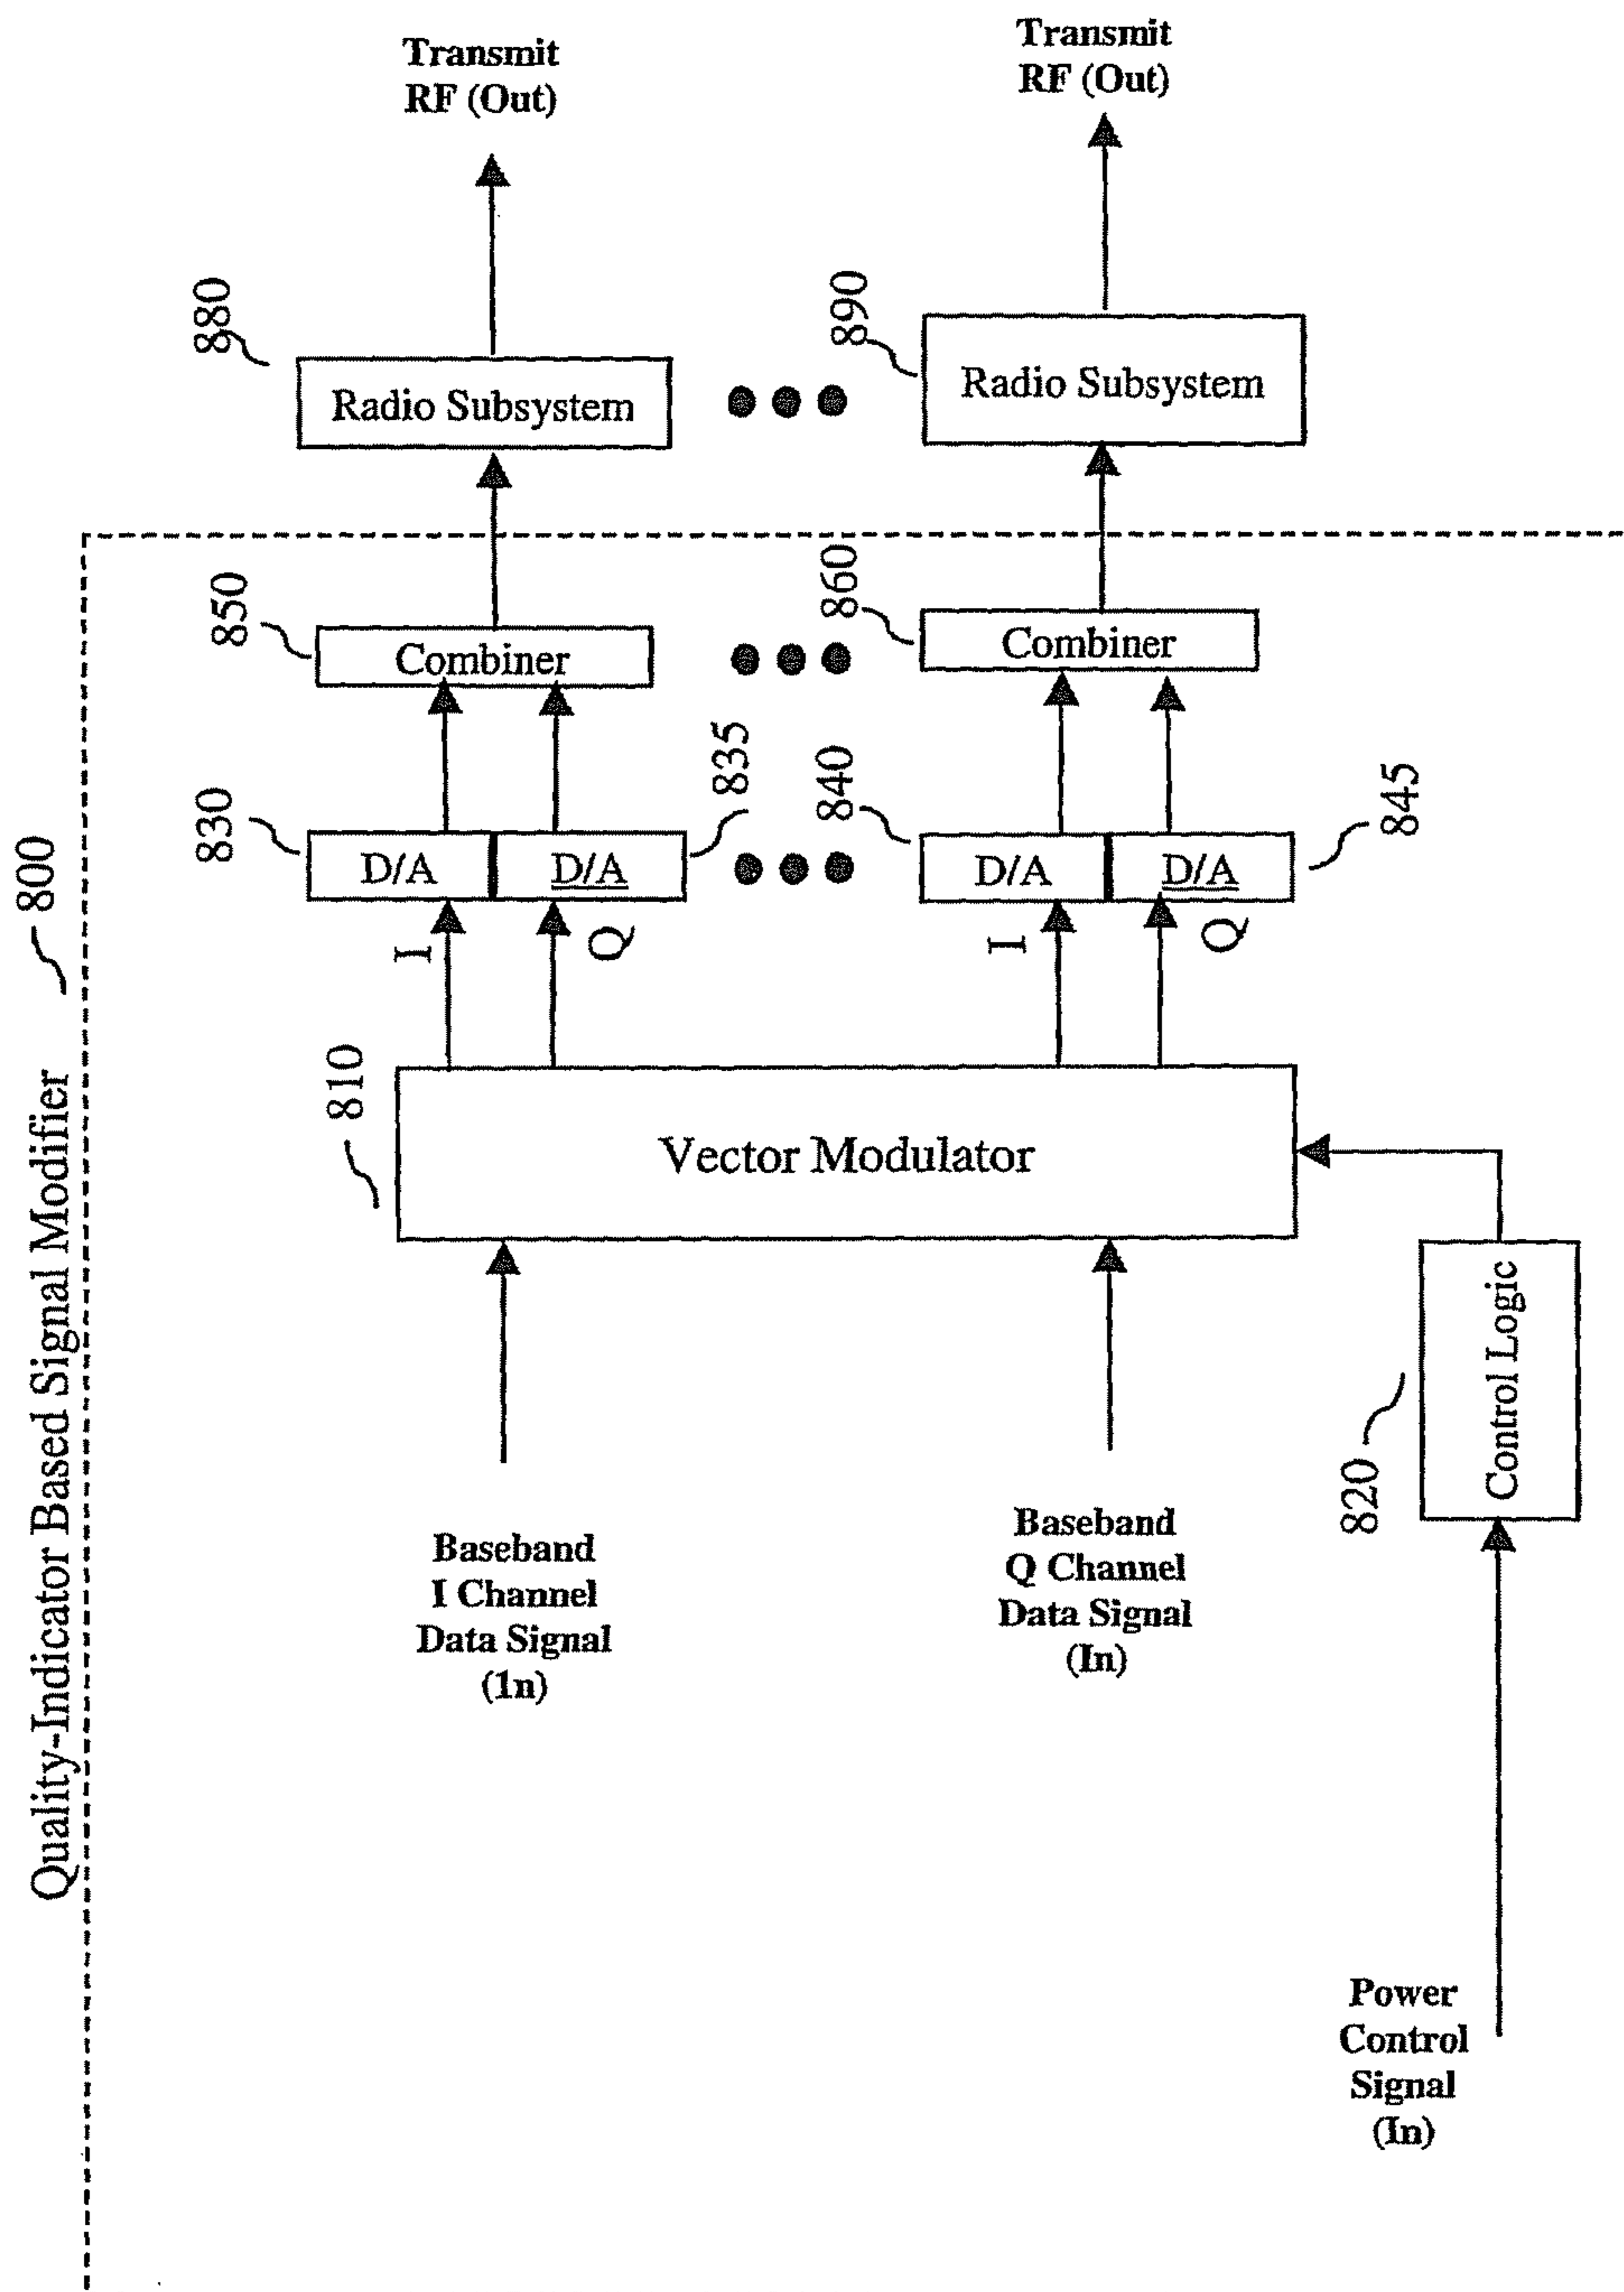 Quality-Indicator Based Signal Modifier
800
Transmit
RF (Out)
Transmit
RF (Out)
880
Radio Subsystem
890
Radio Subsystem
850
Combiner
860
Combiner
830
D/A
D/A
835
840
D/A
D/A
845
I
Q
I
Q
810
Vector Modulator
820
Control Logic
Baseband
I Channel
Data Signal
(1n)
Baseband
Q Channel
Data Signal
(In)
Power
Control
Signal
(In)